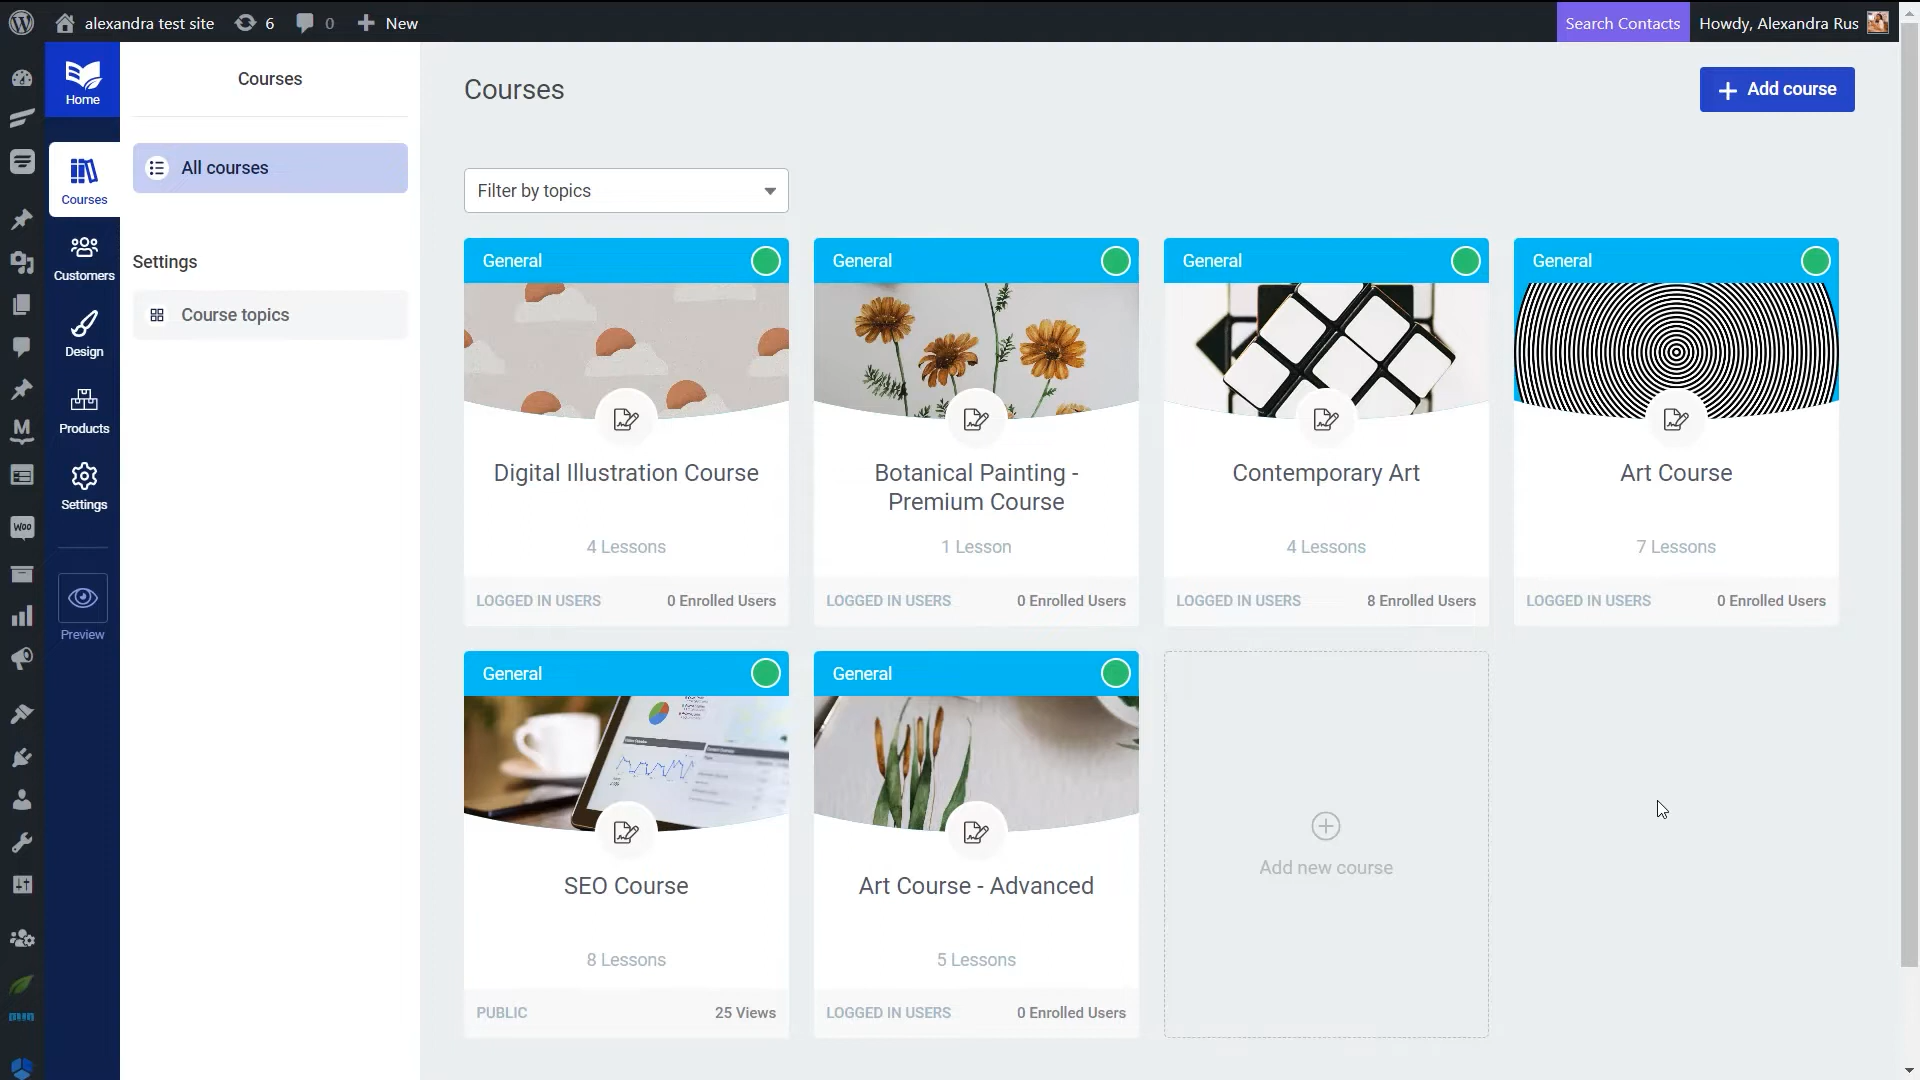 alexandra test site
6
0
New
Search Contacts
Howdy, Alexandra Rus
Home
Courses
Customers
Design
Products
Settings
Preview
M
Woo
Courses
All courses
Settings
Course topics
Courses
Add course
Filter by topics
General
Digital Illustration Course
4 Lessons
LOGGED IN USERS
0 Enrolled Users
General
Botanical Painting -
Premium Course
1 Lesson
LOGGED IN USERS
0 Enrolled Users
General
Contemporary Art
4 Lessons
LOGGED IN USERS
8 Enrolled Users
General
Art Course
7 Lessons
LOGGED IN USERS
0 Enrolled Users
General
SEO Course
8 Lessons
PUBLIC
25 Views
General
Art Course - Advanced
5 Lessons
LOGGED IN USERS
0 Enrolled Users
Add new course